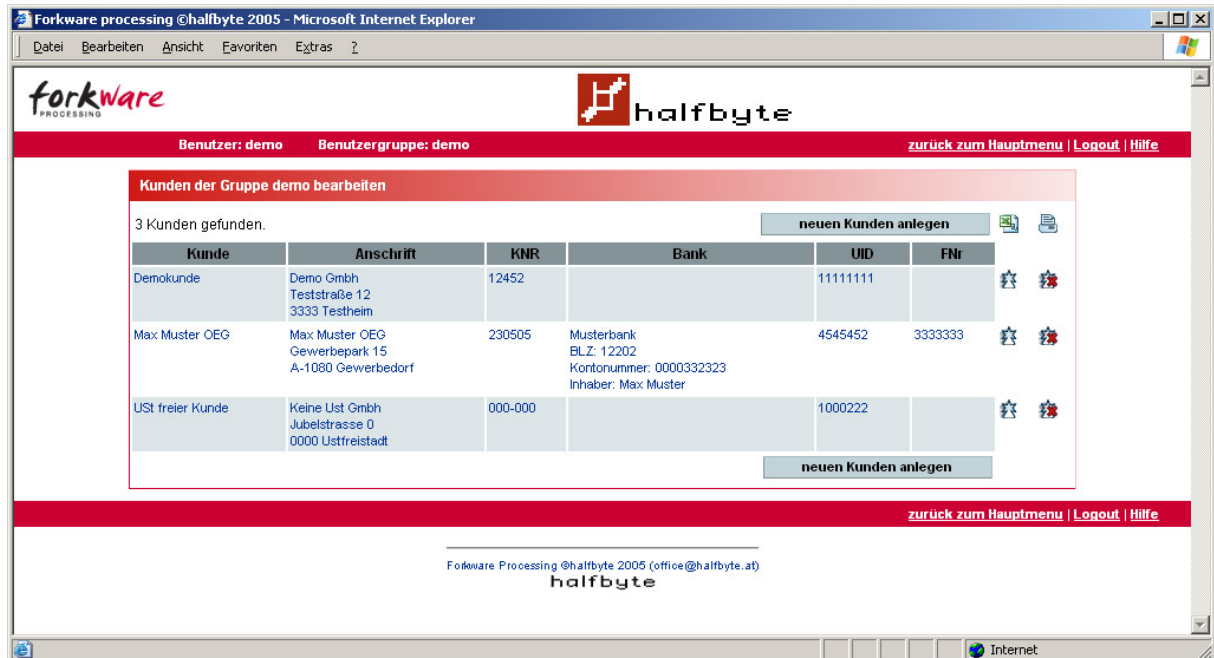 Forkware processing ©halfbyte 2005 - Microsoft Internet Explorer
Datei Bearbeiten Ansicht Favoriten Extras ?
forkware
PROCESSING
halfbyte
Benutzer: demo Benutzergruppe: demo zurück zum Hauptmenu | Logout | Hilfe
Kunden der Gruppe demo bearbeiten
3 Kunden gefunden. neuen Kunden anlegen
Kunde Anschrift KNR Bank UID FNr
Demokunde Demo Gmbh 12452 11111111
Teststraße 12
3333 Testheim
Max Muster OEG Max Muster OEG 230505 Musterbank 4545452 3333333
Gewerbepark 15 BLZ: 12202
A-1080 Gewerbedorf Kontonummer: 0000332323
Inhaber: Max Muster
USt freier Kunde Keine Ust Gmbh 000-000 1000222
Jubelstrasse 0
0000 Ustfreistadt
neuen Kunden anlegen
zurück zum Hauptmenu | Logout | Hilfe
Forkware Processing ©halfbyte 2005 (office@halfbyte.at)
halfbyte
Internet